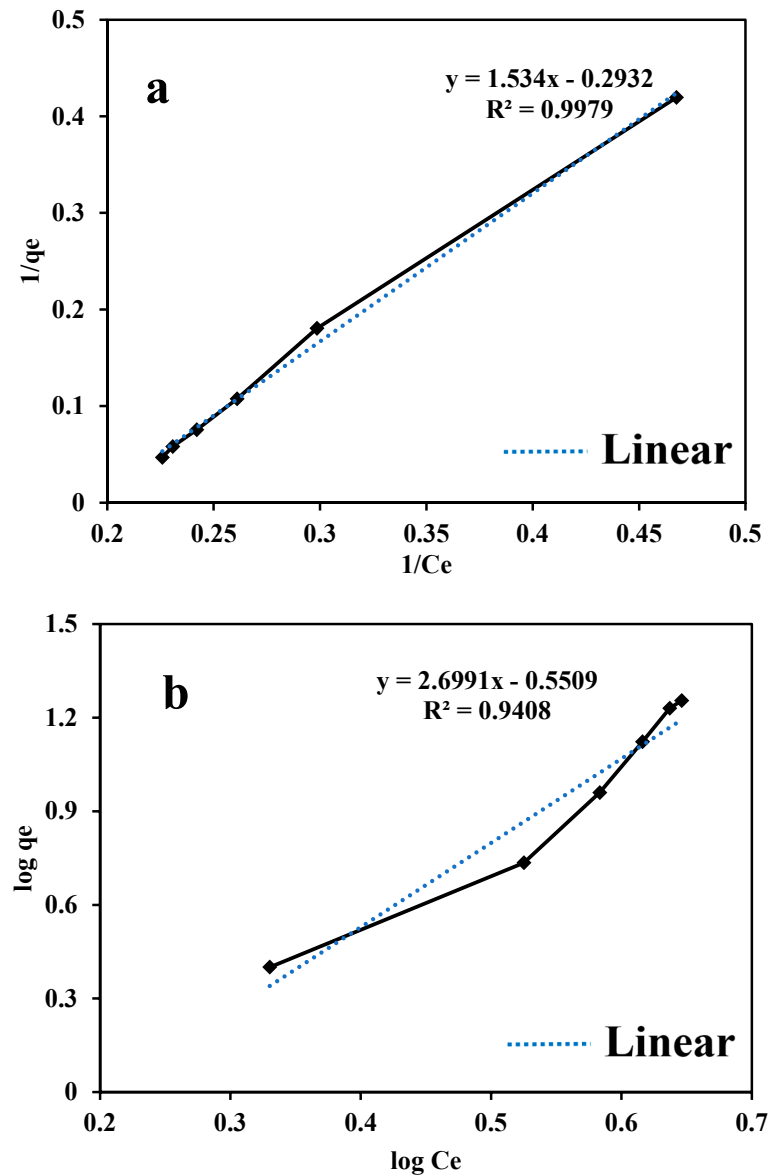 0.5
a
y = 1.534x - 0.2932
R² = 0.9979
0.4
0.3
1/qe
0.2
0.1
Linear
0
0.2 0.25 0.3 0.35 0.4 0.45 0.5
1/Ce
1.5
b
y = 2.6991x - 0.5509
R² = 0.9408
1.2
0.9
log qe
0.6
0.3
Linear
0
0.2 0.3 0.4 0.5 0.6 0.7
log Ce